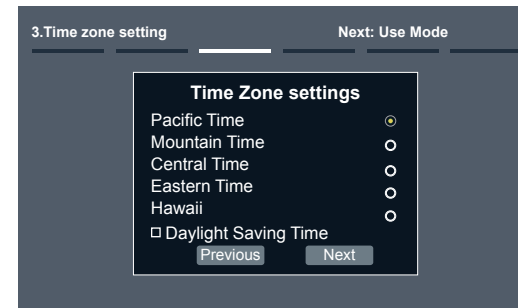 3.Time zone setting Next: Use Mode
Time Zone settings
Pacific Time
Mountain Time
Central Time
Eastern Time
Hawaii
Daylight Saving Time
Previous Next